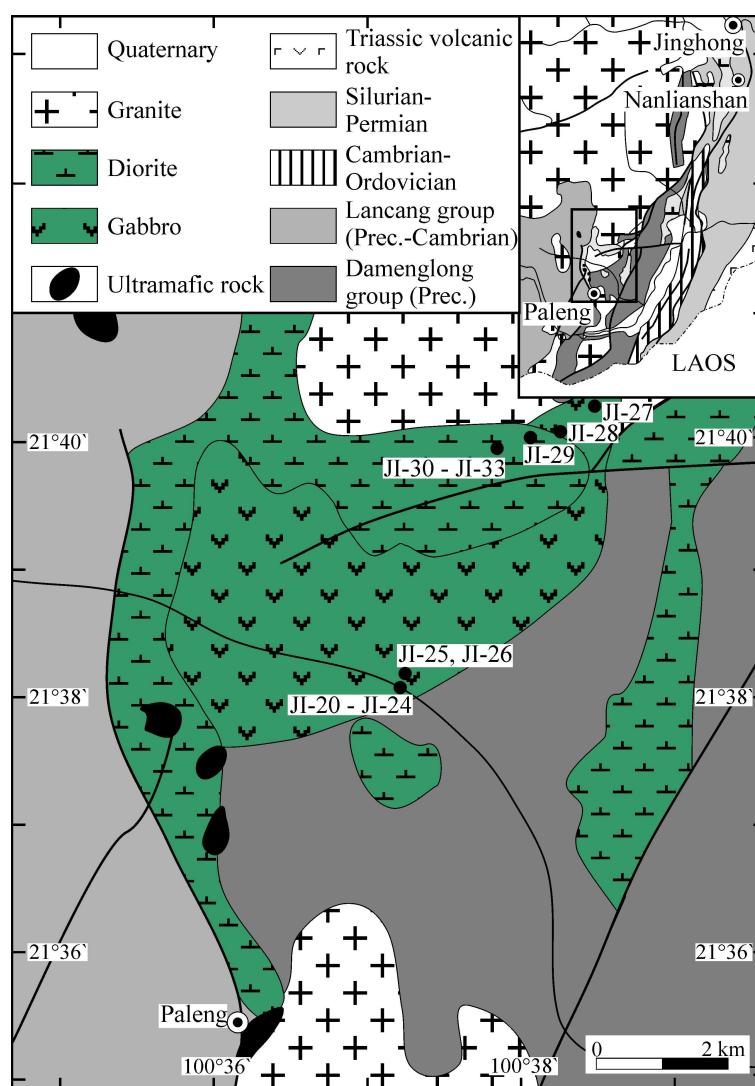 Quaternary
Granite
Diorite
Gabbro
Ultramafic rock
Triassic volcanic
rock
Silurian-
Permian
Cambrian-
Ordovician
Lancang group
(Prec.-Cambrian)
Damenglong
group (Prec.)
Jinghong
Nanlianshan
Paleng
LAOS
JI-27
JI-28
21°40`
21°40`
JI-29
JI-30 - JI-33
JI-25, JI-26
21°38`
JI-20 - JI-24
21°38`
21°36`
21°36`
Paleng
0 2 km
100°36`
100°38`